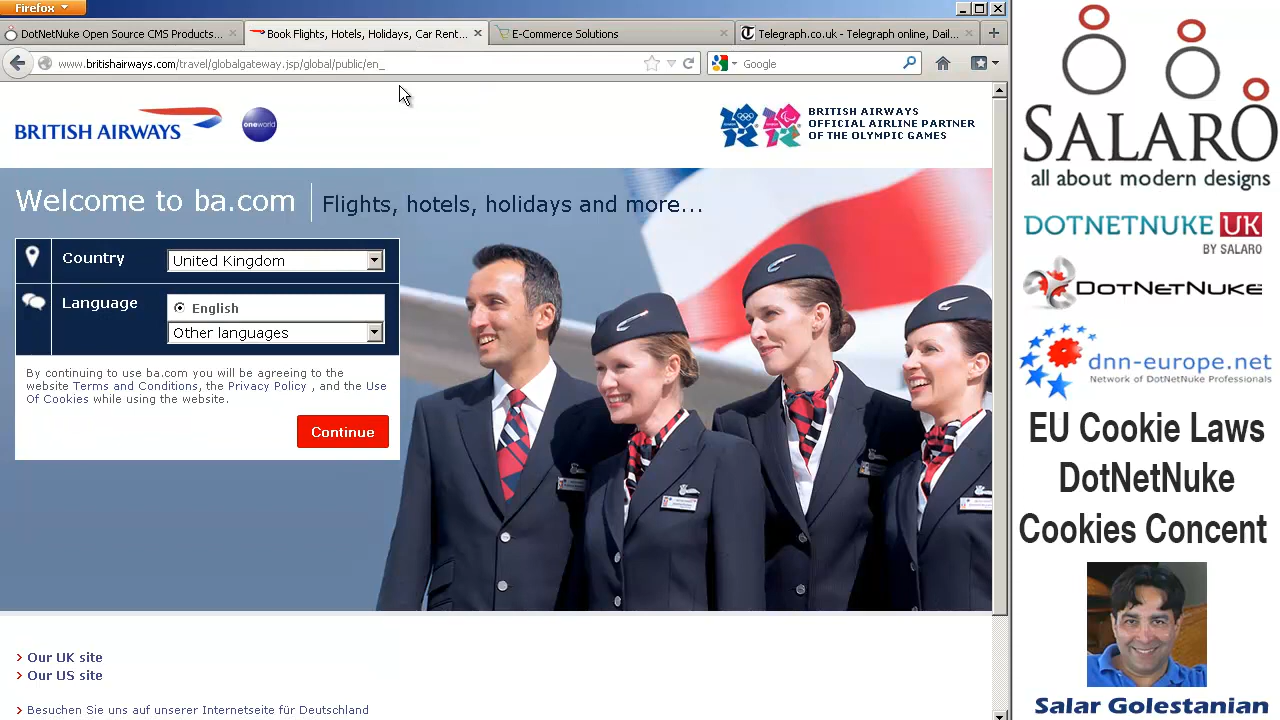 Firefox
DotNetNuke Open Source CMS Products...
Book Flights, Hotels, Holidays, Car Rent...
E-Commerce Solutions
Telegraph.co.uk - Telegraph online, Dail...
www.britishairways.com/travel/globalgateway.jsp/global/public/en_
Google
BRITISH AIRWAYS
oneworld
BRITISH AIRWAYS
OFFICIAL AIRLINE PARTNER
OF THE OLYMPIC GAMES
Welcome to ba.com
Flights, hotels, holidays and more...
Country
United Kingdom
Language
English
Other languages
By continuing to use ba.com you will be agreeing to the
website Terms and Conditions, the Privacy Policy , and the Use
Of Cookies when using the website.
Continue
Our UK site
Our US site
Besuchen Sie uns auf unserer Internetseite für Deutschland
SALARO
all about modern designs
DOTNETNUKE UK
BY SALARO
DOTNETNUKE
dnn-europe.net
Network of DotNetNuke Professionals
EU Cookie Laws
DotNetNuke
Cookies Concent
Salar Golestanian